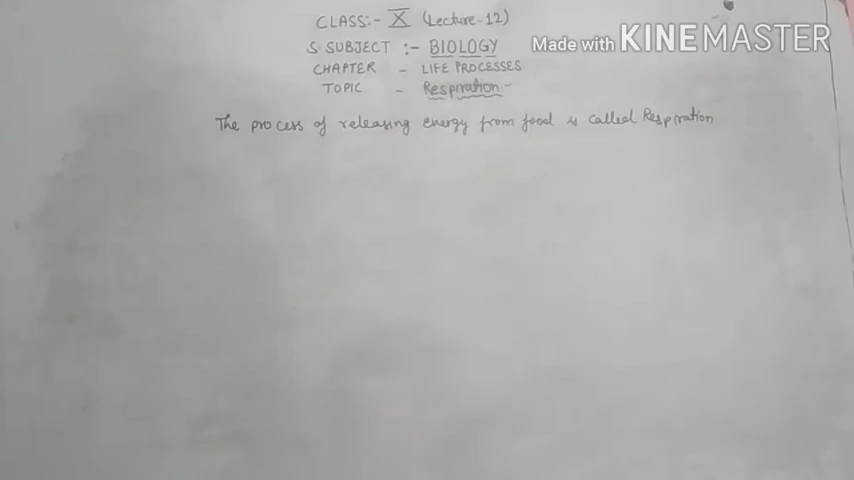 CLASS:- X (Lecture-12)
S SUBJECT :- BIOLOGY
Made with KINEMASTER
CHAPTER - LIFE PROCESSES
TOPIC - Respiration -
The process of releasing energy from food is called Respiration